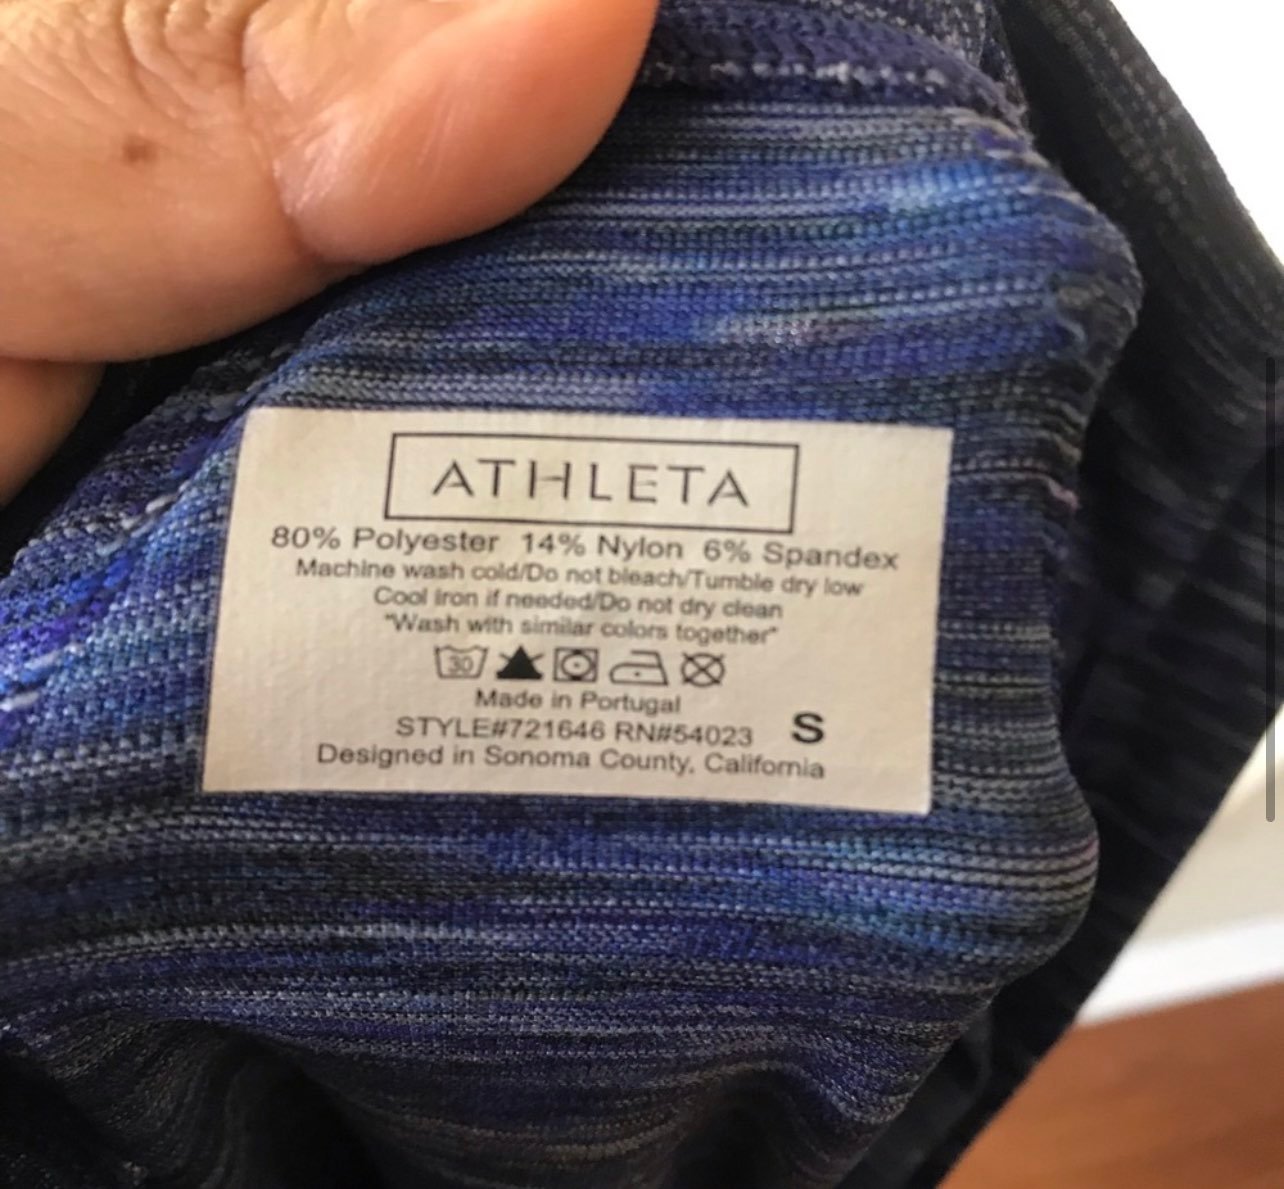 ATHLETA
80% Polyester 14% Nylon 6% Spandex
Machine wash cold/Do not bleach/Tumble dry low
Cool iron if needed/Do not dry clean
"Wash with similar colors together"
30
Made in Portugal
STYLE#721646 RN#54023 S
Designed in Sonoma County, California